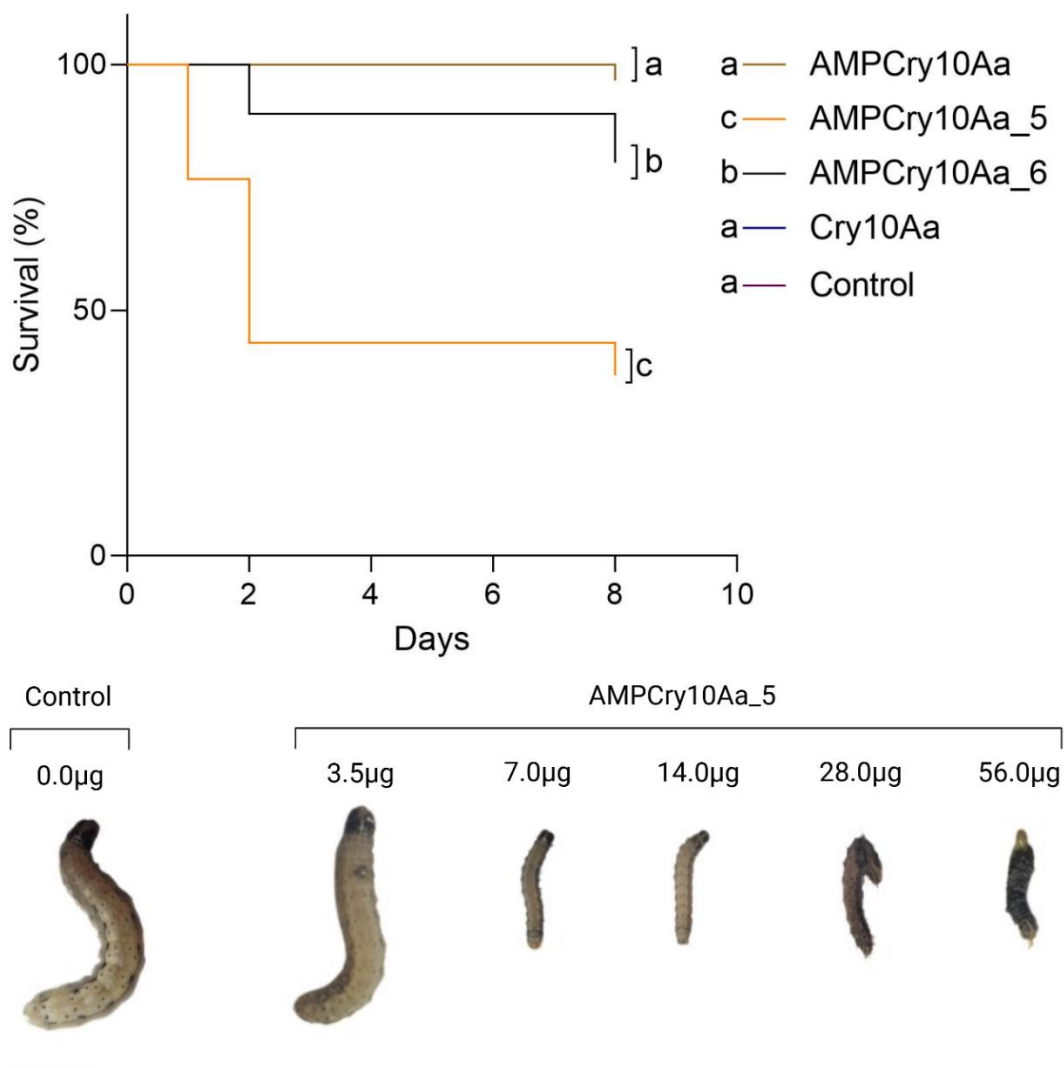 100
50
0
Survival (%)
0 2 4 6 8 10
Days
] a
] b
] c
a — AMPCry10Aa
c — AMPCry10Aa_5
b — AMPCry10Aa_6
a — Cry10Aa
a — Control
Control
AMPCry10Aa_5
0.0µg 3.5µg 7.0µg 14.0µg 28.0µg 56.0µg